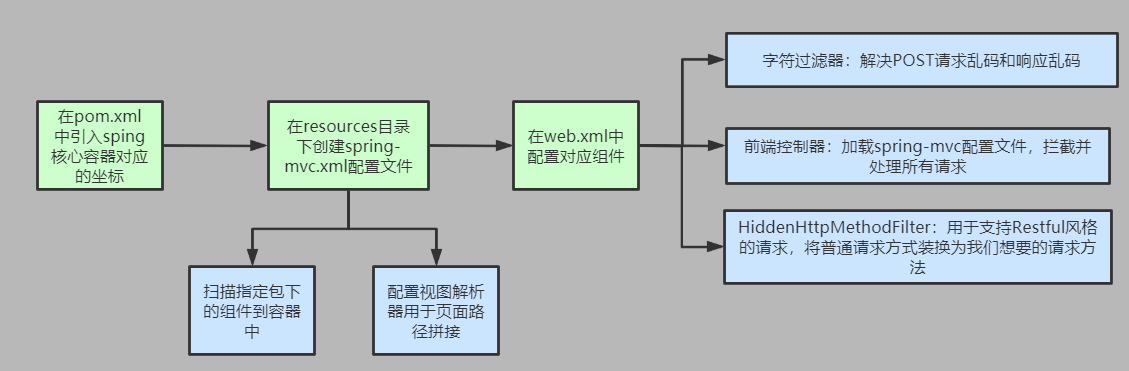 在pom.xml
中引入sping
核心容器对应
的坐标
在resources目录
下创建spring-
mvc.xml配置文件
在web.xml中
配置对应组件
字符过滤器：解决POST请求乱码和响应乱码
前端控制器：加载spring-mvc配置文件，拦截并
处理所有请求
HiddenHttpMethodFilter：用于支持Restful风格
的请求，将普通请求方式装换为我们想要的请求方
法
扫描指定包下
的组件到容器
中
配置视图解析
器用于页面路
径拼接